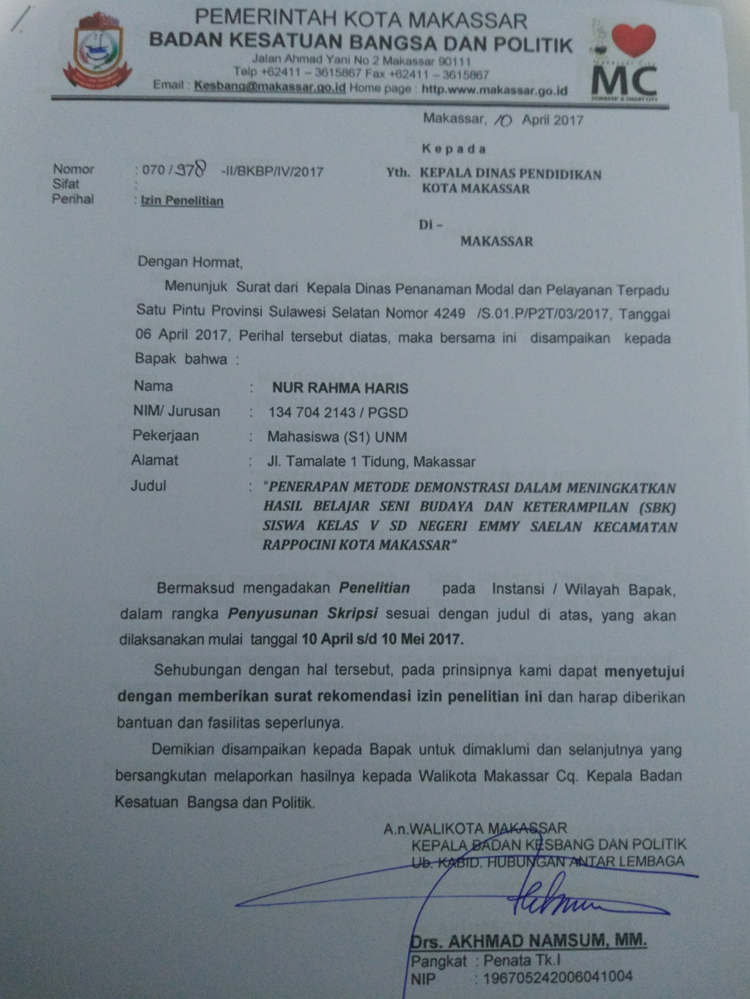 PEMERINTAH KOTA MAKASSAR
BADAN KESATUAN BANGSA DAN POLITIK
Jalan Ahmad Yani No 2 Makassar 90111
Telp +62411 – 3615867 Fax +62411 – 3615867
Email : Kesbang@makassar.go.id Home page : http.www.makassar.go.id
Makassar City
MC
SOMBERE' & SMART CITY
Makassar, 10 April 2017
Kepada
Nomor : 070 / 978 -II/BKBP/IV/2017
Sifat :
Perihal : Izin Penelitian
Yth. KEPALA DINAS PENDIDIKAN
KOTA MAKASSAR
Di –
MAKASSAR
Dengan Hormat,
Menunjuk Surat dari Kepala Dinas Penanaman Modal dan Pelayanan Terpadu
Satu Pintu Provinsi Sulawesi Selatan Nomor 4249 /S.01.P/P2T/03/2017, Tanggal
06 April 2017, Perihal tersebut diatas, maka bersama ini disampaikan kepada
Bapak bahwa :
Nama : NUR RAHMA HARIS
NIM/ Jurusan : 134 704 2143 / PGSD
Pekerjaan : Mahasiswa (S1) UNM
Alamat : Jl. Tamalate 1 Tidung, Makassar
Judul : “PENERAPAN METODE DEMONSTRASI DALAM MENINGKATKAN
HASIL BELAJAR SENI BUDAYA DAN KETERAMPILAN (SBK)
SISWA KELAS V SD NEGERI EMMY SAELAN KECAMATAN
RAPPOCINI KOTA MAKASSAR”
Bermaksud mengadakan Penelitian pada Instansi / Wilayah Bapak,
dalam rangka Penyusunan Skripsi sesuai dengan judul di atas, yang akan
dilaksanakan mulai tanggal 10 April s/d 10 Mei 2017.
Sehubungan dengan hal tersebut, pada prinsipnya kami dapat menyetujui
dengan memberikan surat rekomendasi izin penelitian ini dan harap diberikan
bantuan dan fasilitas seperlunya.
Demikian disampaikan kepada Bapak untuk dimaklumi dan selanjutnya yang
bersangkutan melaporkan hasilnya kepada Walikota Makassar Cq. Kepala Badan
Kesatuan Bangsa dan Politik.
A.n.WALIKOTA MAKASSAR
KEPALA BADAN KESBANG DAN POLITIK
Ub. KABID. HUBUNGAN ANTAR LEMBAGA
Drs. AKHMAD NAMSUM, MM.
Pangkat : Penata Tk.I
NIP : 196705242006041004